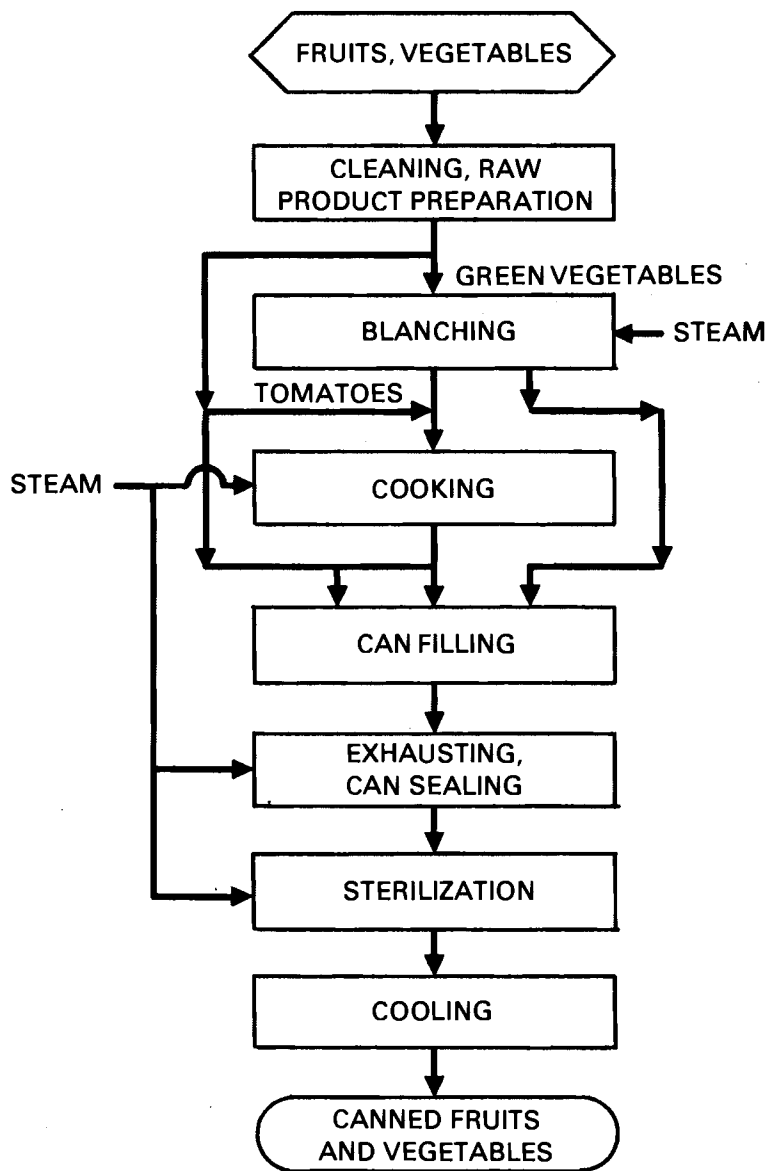 FRUITS, VEGETABLES
CLEANING, RAW
PRODUCT PREPARATION
GREEN VEGETABLES
BLANCHING
STEAM
TOMATOES
STEAM
COOKING
CAN FILLING
EXHAUSTING,
CAN SEALING
STERILIZATION
COOLING
CANNED FRUITS
AND VEGETABLES